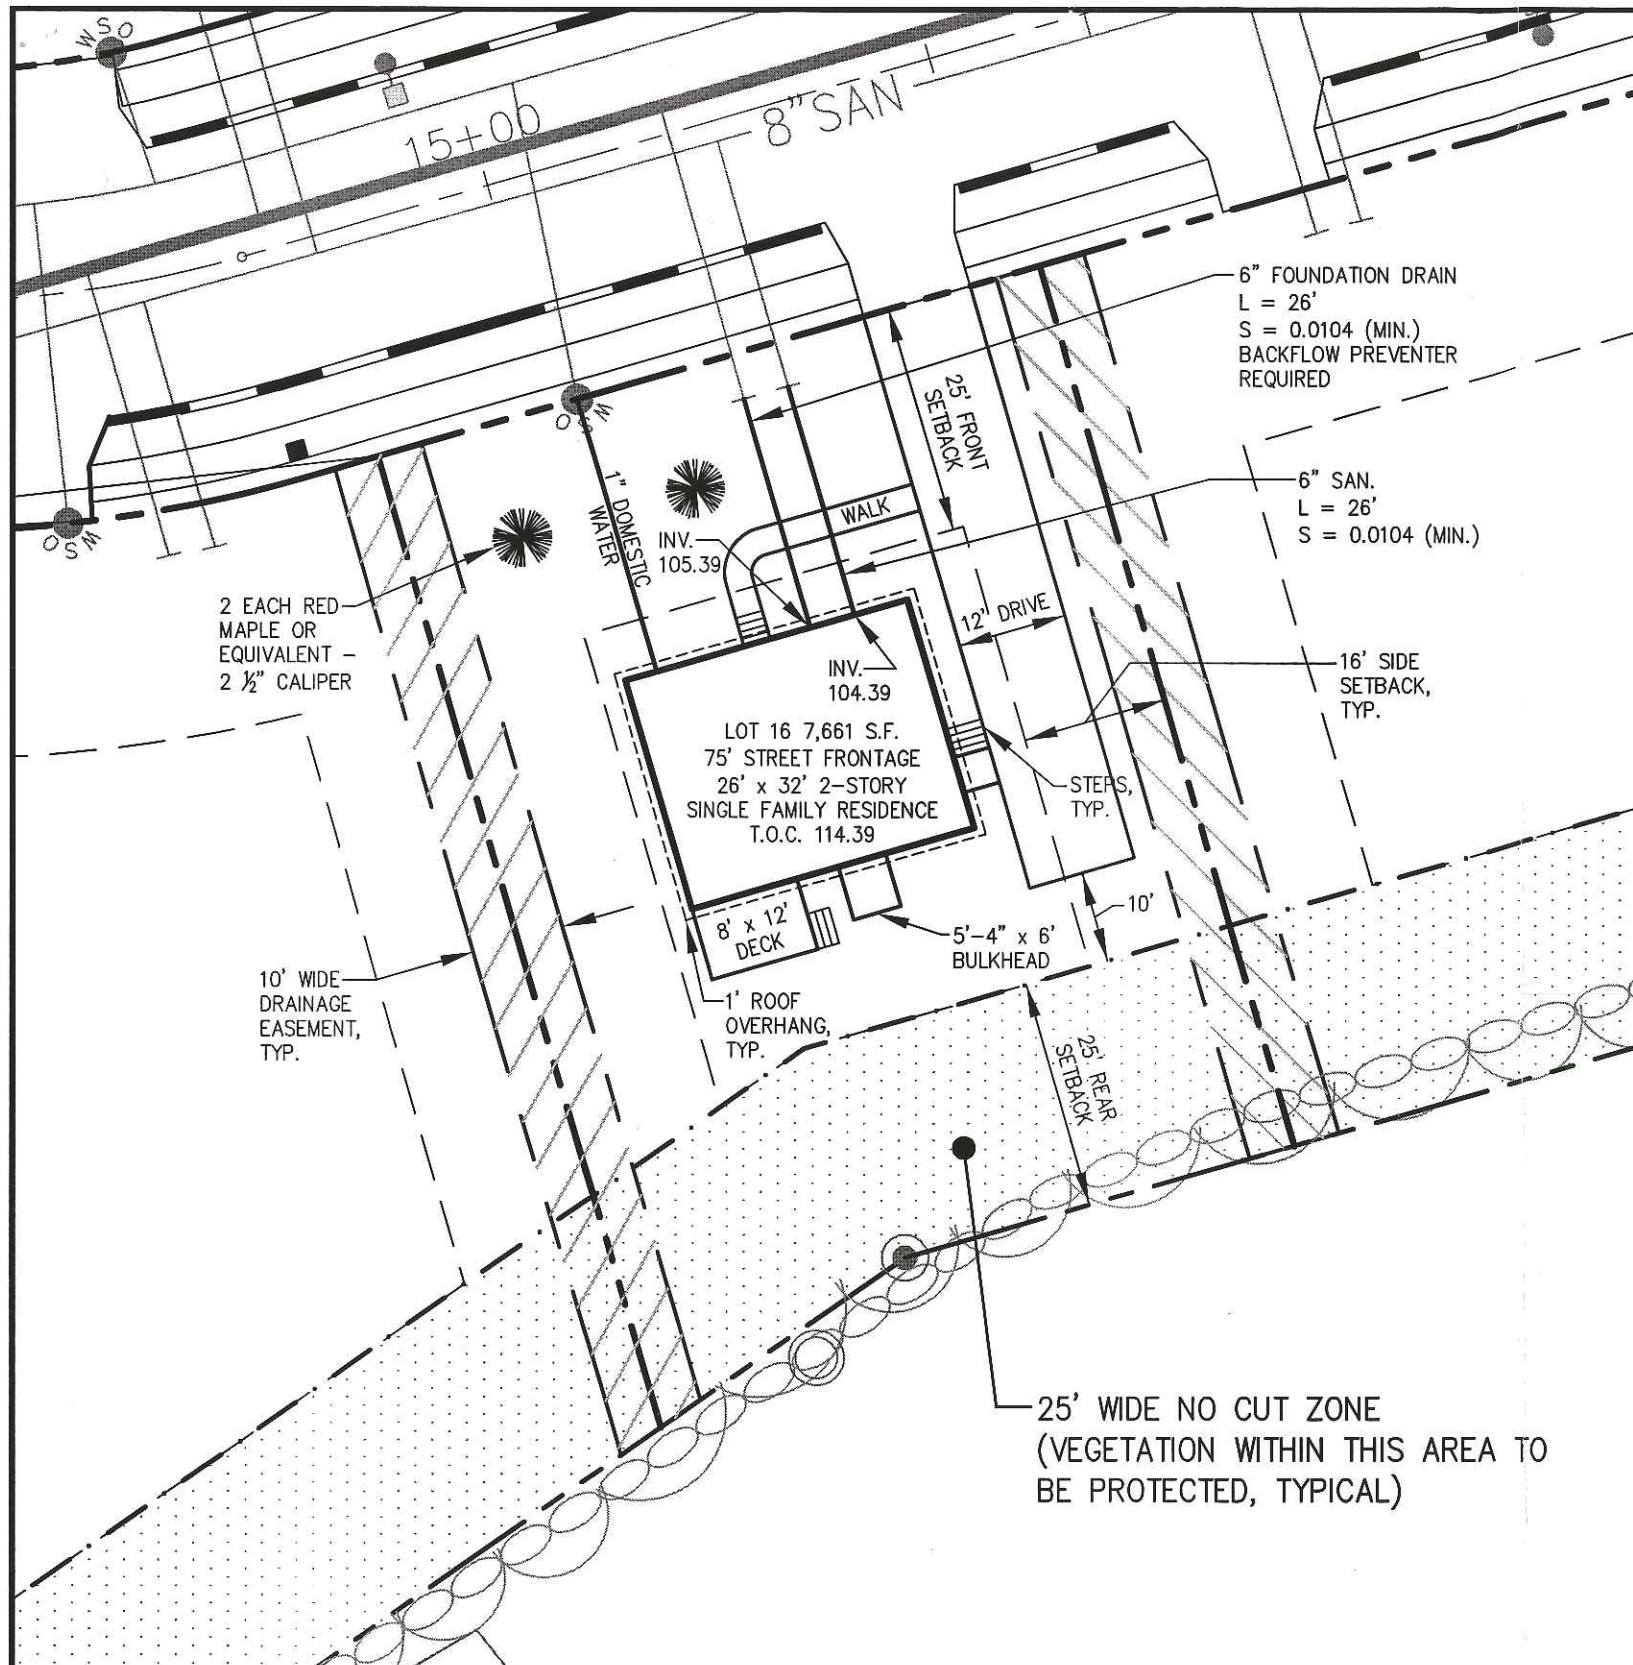 WSO
15+00
8" SAN
6" FOUNDATION DRAIN
L = 26'
S = 0.0104 (MIN.)
BACKFLOW PREVENTER
REQUIRED
25' FRONT
SETBACK
WSO
6" SAN.
L = 26'
S = 0.0104 (MIN.)
1" DOMESTIC
WATER
WALK
WSO
INV.
105.39
2 EACH RED
MAPLE OR
EQUIVALENT –
2 ½" CALIPER
12' DRIVE
INV.
104.39
16' SIDE
SETBACK,
TYP.
LOT 16 7,661 S.F.
75' STREET FRONTAGE
26' x 32' 2–STORY
SINGLE FAMILY RESIDENCE
T.O.C. 114.39
STEPS,
TYP.
10'
8' x 12'
DECK
5'–4" x 6'
BULKHEAD
10' WIDE
DRAINAGE
EASEMENT,
TYP.
1' ROOF
OVERHANG,
TYP.
25' REAR
SETBACK
25' WIDE NO CUT ZONE
(VEGETATION WITHIN THIS AREA TO
BE PROTECTED, TYPICAL)